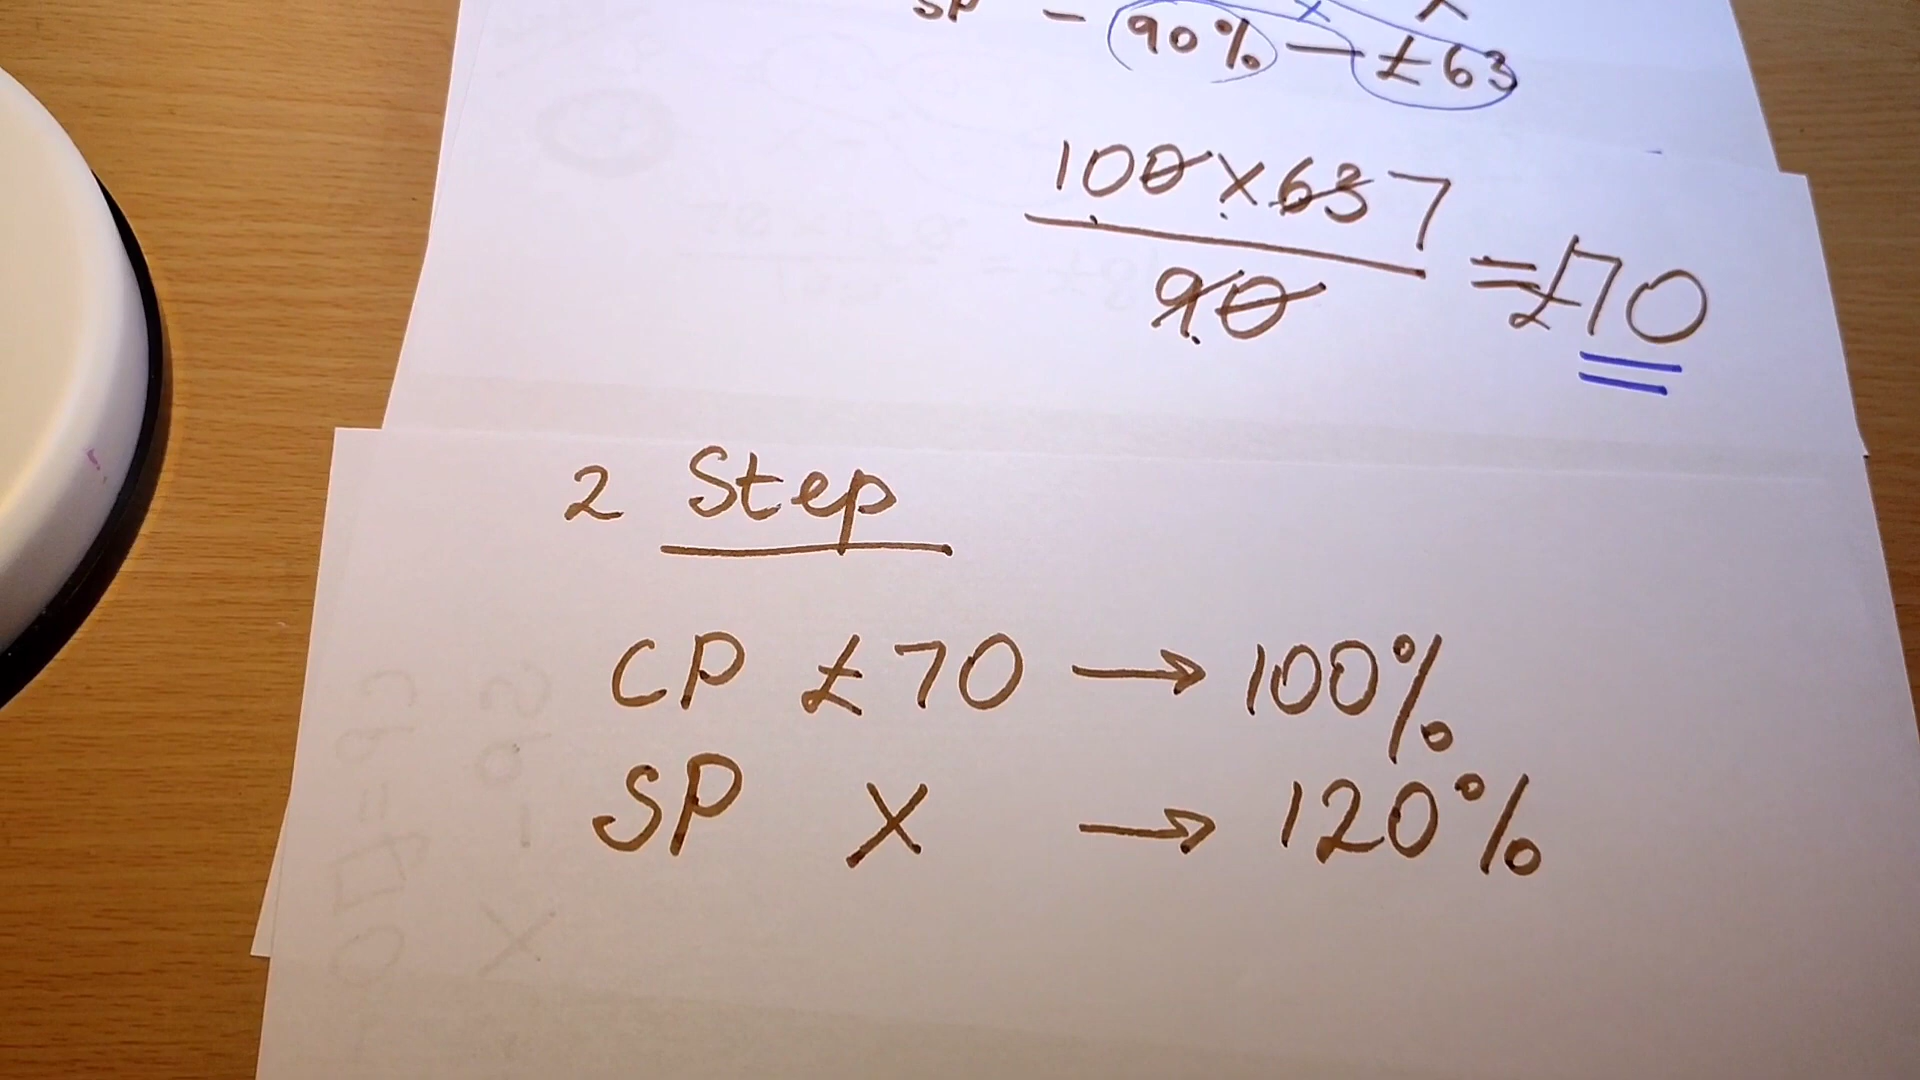 SP - 90% - £63
100 X 63 7
90
= £70
2 Step
CP £70 → 100%
SP X → 120%